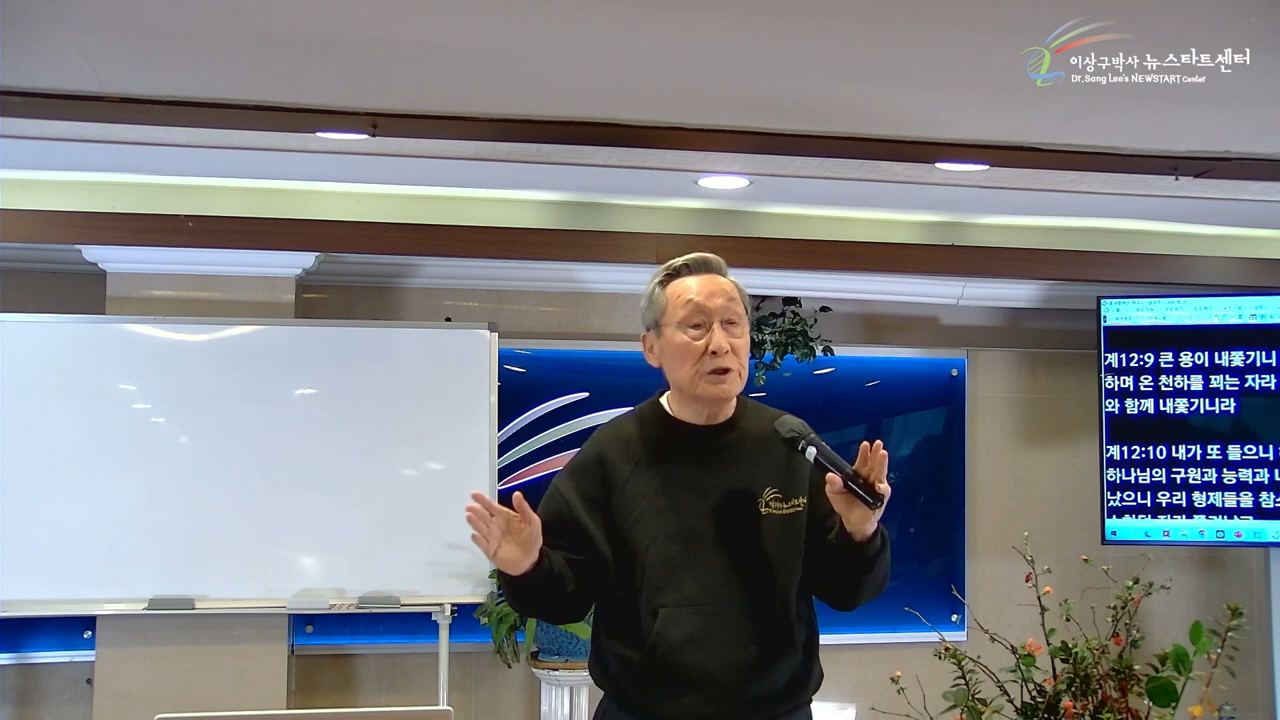 이상구박사 뉴스타트센터
Dr.Sang Lee's NEWSTART Center
계12:9 큰 용이 내쫓기니
하며 온 천하를 꾀는 자라
와 함께 내쫓기니라
계12:10 내가 또 들으니
하나님의 구원과 능력과 나
났으니 우리 형제들을 참소